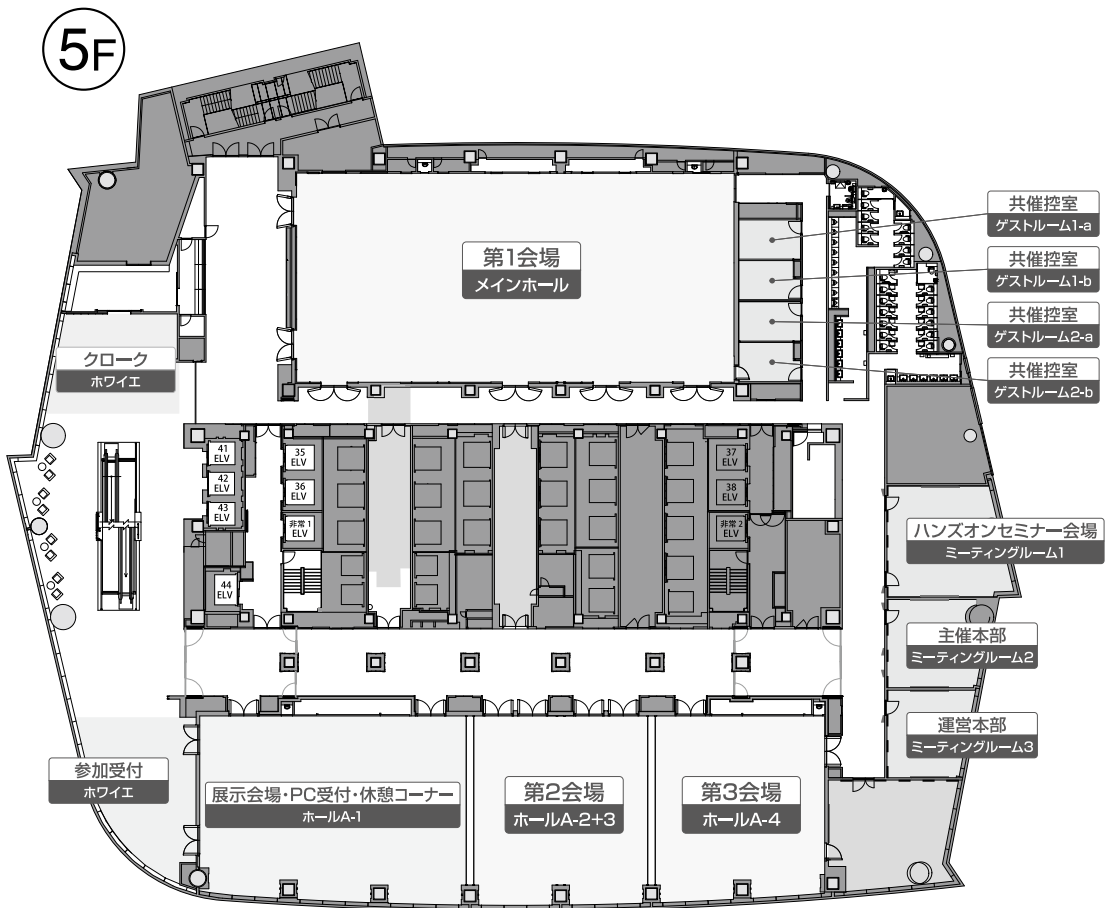 5F
第1会場
メインホール
共催控室
ゲストルーム1-a
共催控室
ゲストルーム1-b
共催控室
ゲストルーム2-a
共催控室
ゲストルーム2-b
クローク
ホワイエ
41
ELV
42
ELV
43
ELV
44
ELV
35
ELV
36
ELV
非常1
ELV
37
ELV
38
ELV
非常2
ELV
ハンズオンセミナー会場
ミーティングルーム1
主催本部
ミーティングルーム2
運営本部
ミーティングルーム3
参加受付
ホワイエ
展示会場・PC受付・休憩コーナー
ホールA-1
第2会場
ホールA-2+3
第3会場
ホールA-4